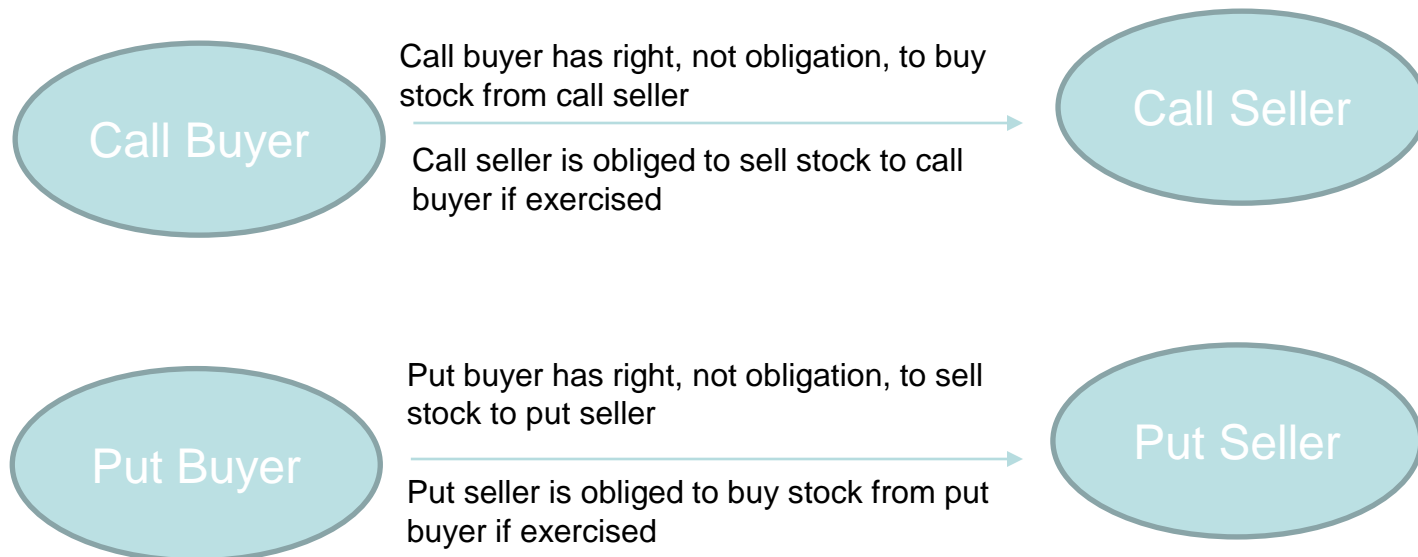 Call Buyer
Call buyer has right, not obligation, to buy
stock from call seller
Call seller is obliged to sell stock to call
buyer if exercised
Call Seller
Put Buyer
Put buyer has right, not obligation, to sell
stock to put seller
Put seller is obliged to buy stock from put
buyer if exercised
Put Seller